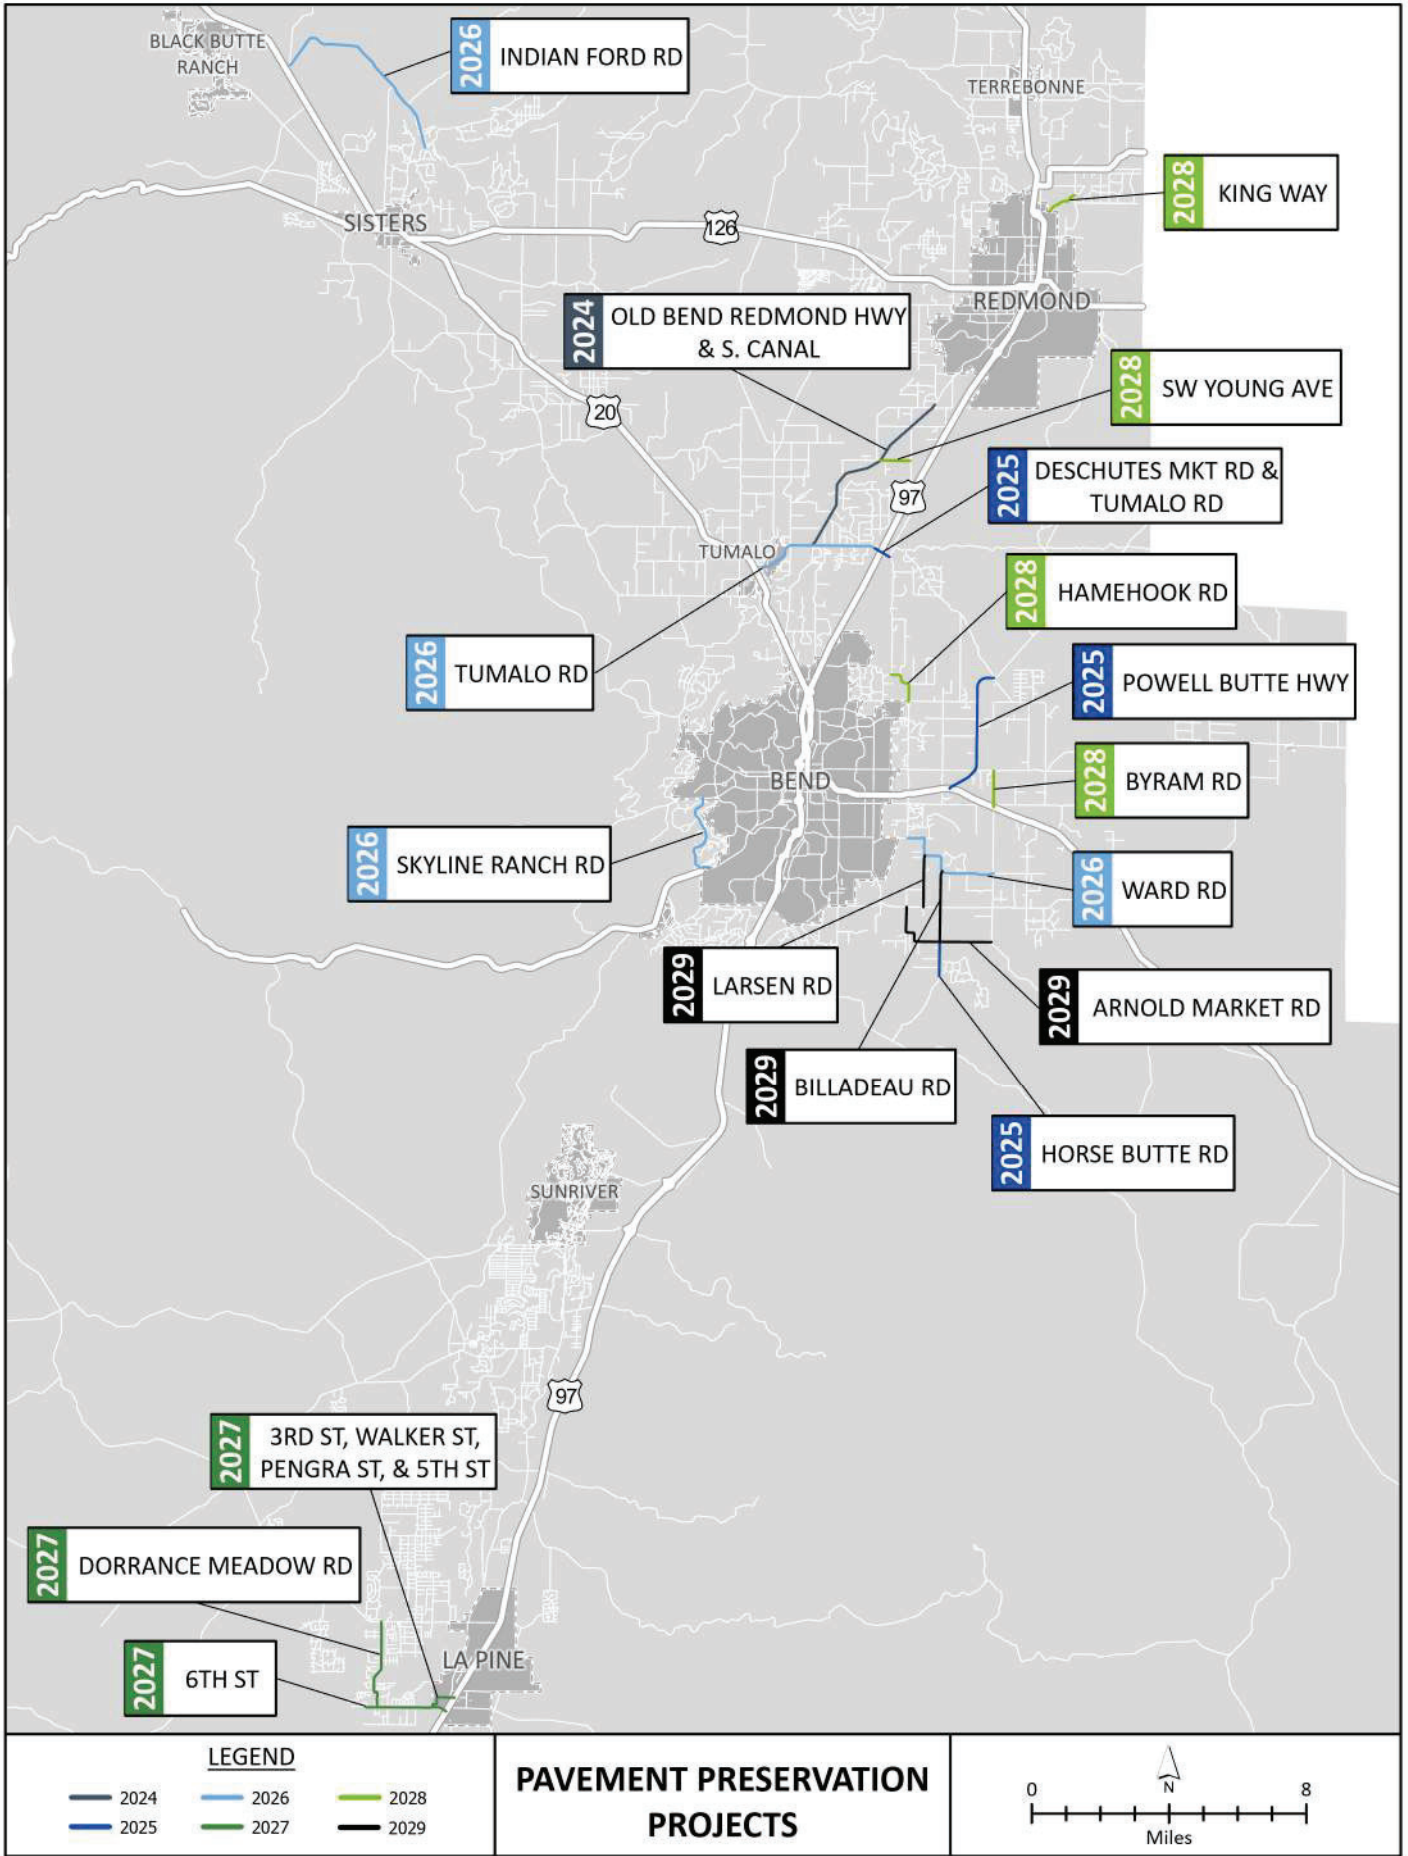 BLACK BUTTE
RANCH
2026
INDIAN FORD RD
TERREBONNE
2028
KING WAY
SISTERS
126
REDMOND
2024
OLD BEND REDMOND HWY
& S. CANAL
2028
SW YOUNG AVE
20
97
2025
DESCHUTES MKT RD &
TUMALO RD
TUMALO
2028
HAMEHOOK RD
2026
TUMALO RD
2025
POWELL BUTTE HWY
BEND
2028
BYRAM RD
2026
SKYLINE RANCH RD
2026
WARD RD
2029
LARSEN RD
2029
ARNOLD MARKET RD
2029
BILLADEAU RD
2025
HORSE BUTTE RD
SUNRIVER
97
2027
3RD ST, WALKER ST,
PENGRA ST, & 5TH ST
2027
DORRANCE MEADOW RD
2027
6TH ST
LA PINE
LEGEND
2024
2026
2028
2025
2027
2029
PAVEMENT PRESERVATION
PROJECTS
0
N
8
Miles